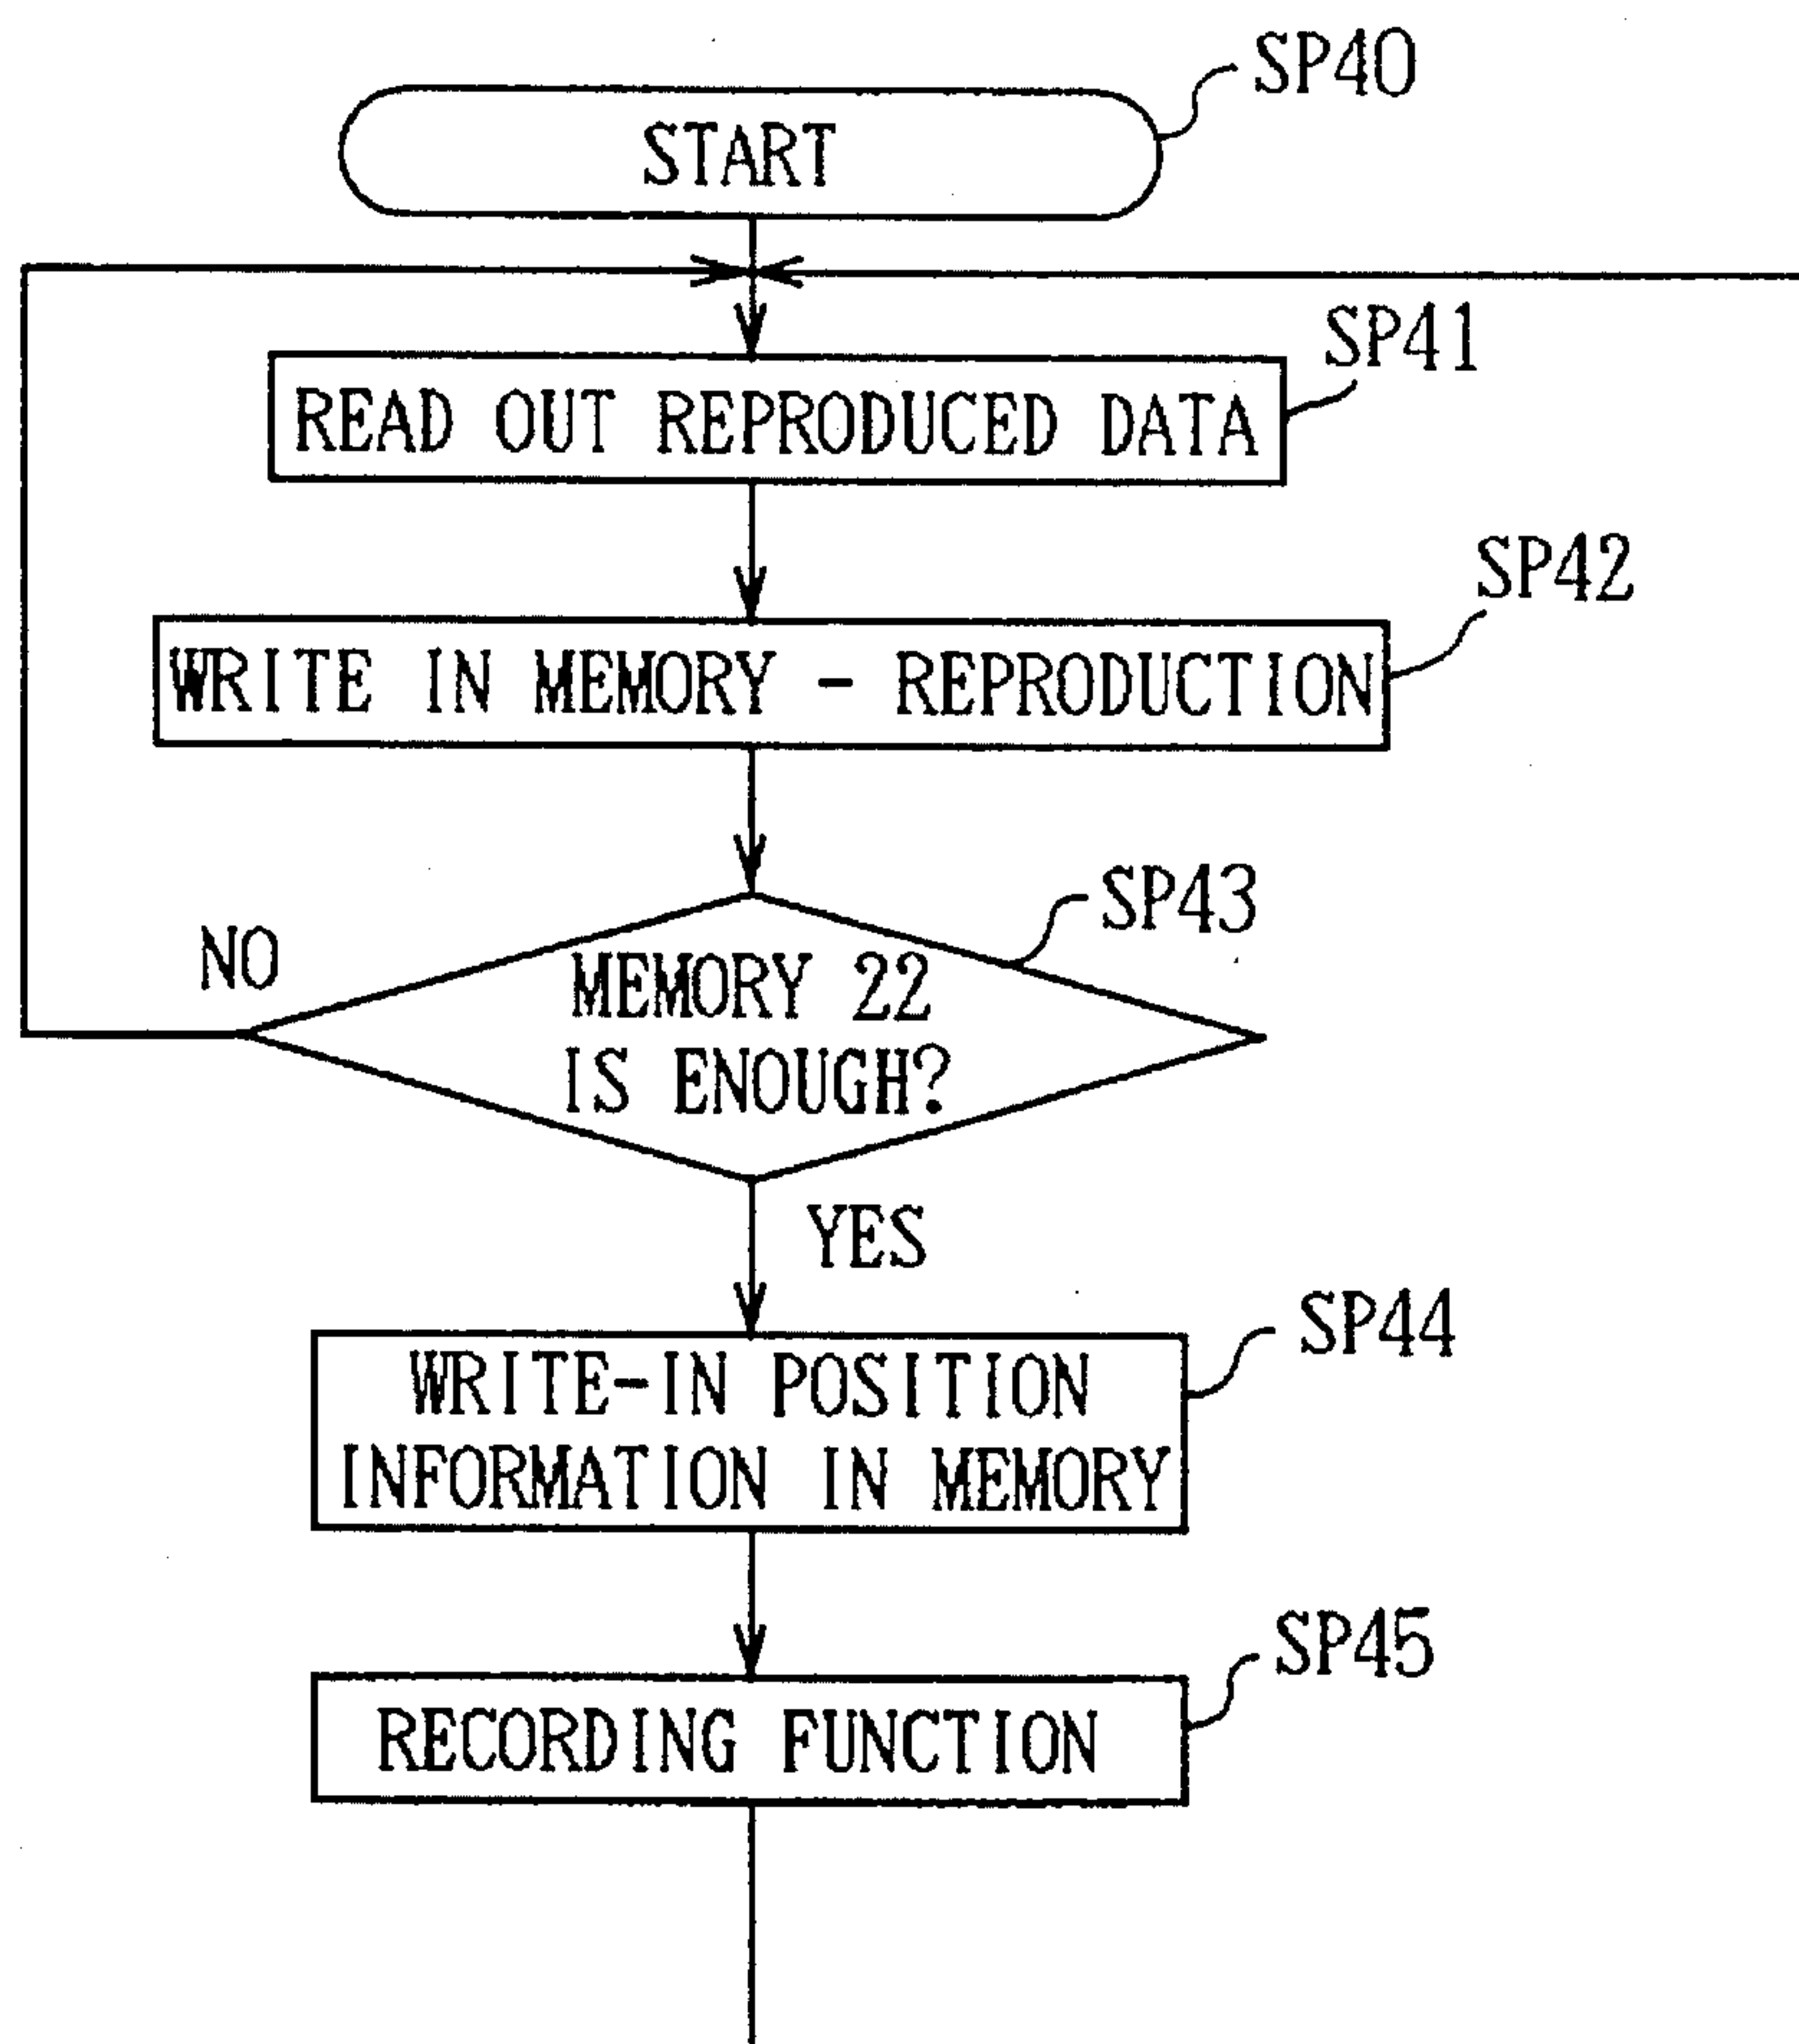 SP40
START
SP41
READ OUT REPRODUCED DATA
SP42
WRITE IN MEMORY - REPRODUCTION
SP43
NO
MEMORY 22
IS ENOUGH?
YES
SP44
WRITE-IN POSITION
INFORMATION IN MEMORY
SP45
RECORDING FUNCTION